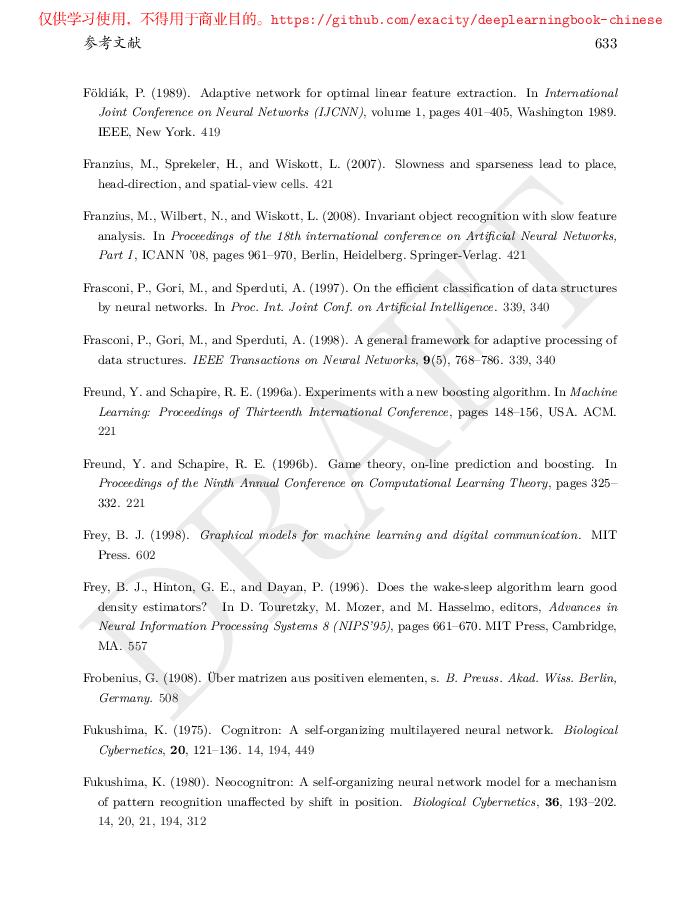 仅供学习使用，不得用于商业目的。https://github.com/exacity/deeplearningbook-chinese
参考文献 633
Földiák, P. (1989). Adaptive network for optimal linear feature extraction. In International
Joint Conference on Neural Networks (IJCNN), volume 1, pages 401–405, Washington 1989.
IEEE, New York. 419
Franzius, M., Sprekeler, H., and Wiskott, L. (2007). Slowness and sparseness lead to place,
head-direction, and spatial-view cells. 421
Franzius, M., Wilbert, N., and Wiskott, L. (2008). Invariant object recognition with slow feature
analysis. In Proceedings of the 18th international conference on Artificial Neural Networks,
Part I, ICANN ’08, pages 961–970, Berlin, Heidelberg. Springer-Verlag. 421
Frasconi, P., Gori, M., and Sperduti, A. (1997). On the efficient classification of data structures
by neural networks. In Proc. Int. Joint Conf. on Artificial Intelligence. 339, 340
Frasconi, P., Gori, M., and Sperduti, A. (1998). A general framework for adaptive processing of
data structures. IEEE Transactions on Neural Networks, 9(5), 768–786. 339, 340
Freund, Y. and Schapire, R. E. (1996a). Experiments with a new boosting algorithm. In Machine
Learning: Proceedings of Thirteenth International Conference, pages 148–156, USA. ACM.
221
Freund, Y. and Schapire, R. E. (1996b). Game theory, on-line prediction and boosting. In
Proceedings of the Ninth Annual Conference on Computational Learning Theory, pages 325–
332. 221
Frey, B. J. (1998). Graphical models for machine learning and digital communication. MIT
Press. 602
Frey, B. J., Hinton, G. E., and Dayan, P. (1996). Does the wake-sleep algorithm learn good
density estimators? In D. Touretzky, M. Mozer, and M. Hasselmo, editors, Advances in
Neural Information Processing Systems 8 (NIPS’95), pages 661–670. MIT Press, Cambridge,
MA. 557
Frobenius, G. (1908). Über matrizen aus positiven elementen, s. B. Preuss. Akad. Wiss. Berlin,
Germany. 508
Fukushima, K. (1975). Cognitron: A self-organizing multilayered neural network. Biological
Cybernetics, 20, 121–136. 14, 194, 449
Fukushima, K. (1980). Neocognitron: A self-organizing neural network model for a mechanism
of pattern recognition unaffected by shift in position. Biological Cybernetics, 36, 193–202.
14, 20, 21, 194, 312
DRAFT